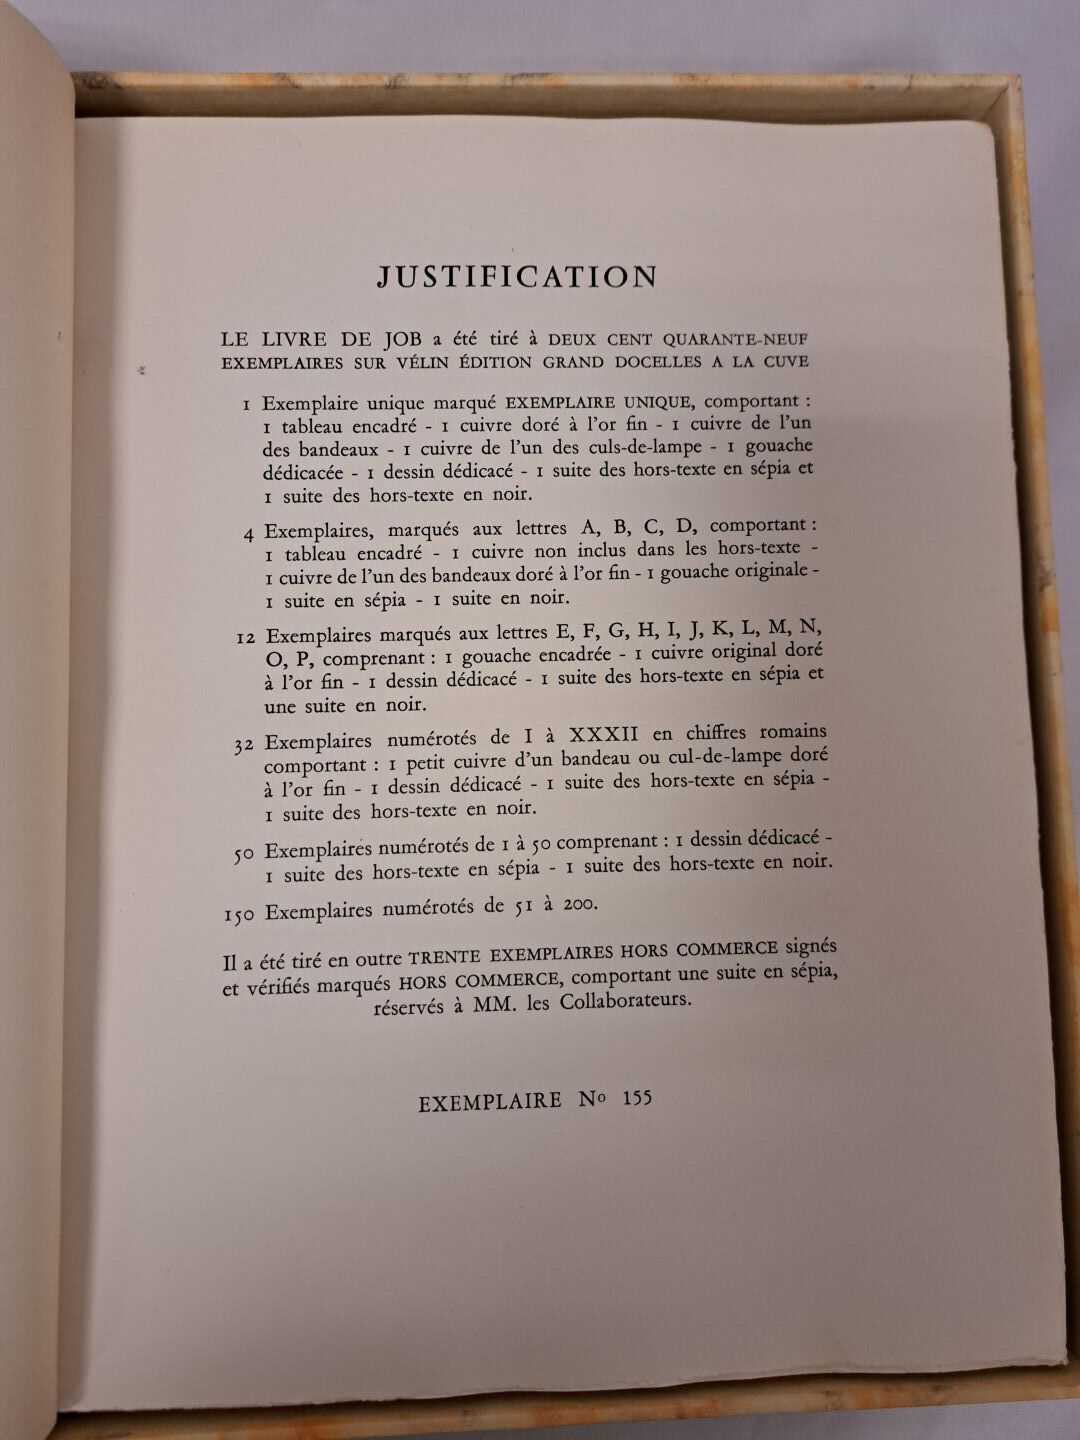 JUSTIFICATION
LE LIVRE DE JOB a été tiré à DEUX CENT QUARANTE-NEUF
EXEMPLAIRES SUR VÉLIN ÉDITION GRAND DOCELLES A LA CUVE
1 Exemplaire unique marqué EXEMPLAIRE UNIQUE, comportant :
1 tableau encadré - 1 cuivre doré à l'or fin - 1 cuivre de l'un
des bandeaux - 1 cuivre de l'un des culs-de-lampe - 1 gouache
dédicacée - 1 dessin dédicacé - 1 suite des hors-texte en sépia et
1 suite des hors-texte en noir.
4 Exemplaires, marqués aux lettres A, B, C, D, comportant :
1 tableau encadré - 1 cuivre non inclus dans les hors-texte -
1 cuivre de l'un des bandeaux doré à l'or fin - 1 gouache originale -
1 suite en sépia - 1 suite en noir.
12 Exemplaires marqués aux lettres E, F, G, H, I, J, K, L, M, N,
O, P, comprenant : 1 gouache encadrée - 1 cuivre original doré
à l'or fin - 1 dessin dédicacé - 1 suite des hors-texte en sépia et
une suite en noir.
32 Exemplaires numérotés de I à XXXII en chiffres romains
comportant : 1 petit cuivre d'un bandeau ou cul-de-lampe doré
à l'or fin - 1 dessin dédicacé - 1 suite des hors-texte en sépia -
1 suite des hors-texte en noir.
50 Exemplaires numérotés de 1 à 50 comprenant : 1 dessin dédicacé -
1 suite des hors-texte en sépia - 1 suite des hors-texte en noir.
150 Exemplaires numérotés de 51 à 200.
Il a été tiré en outre TRENTE EXEMPLAIRES HORS COMMERCE signés
et vérifiés marqués HORS COMMERCE, comportant une suite en sépia,
réservés à MM. les Collaborateurs.
EXEMPLAIRE Nº 155